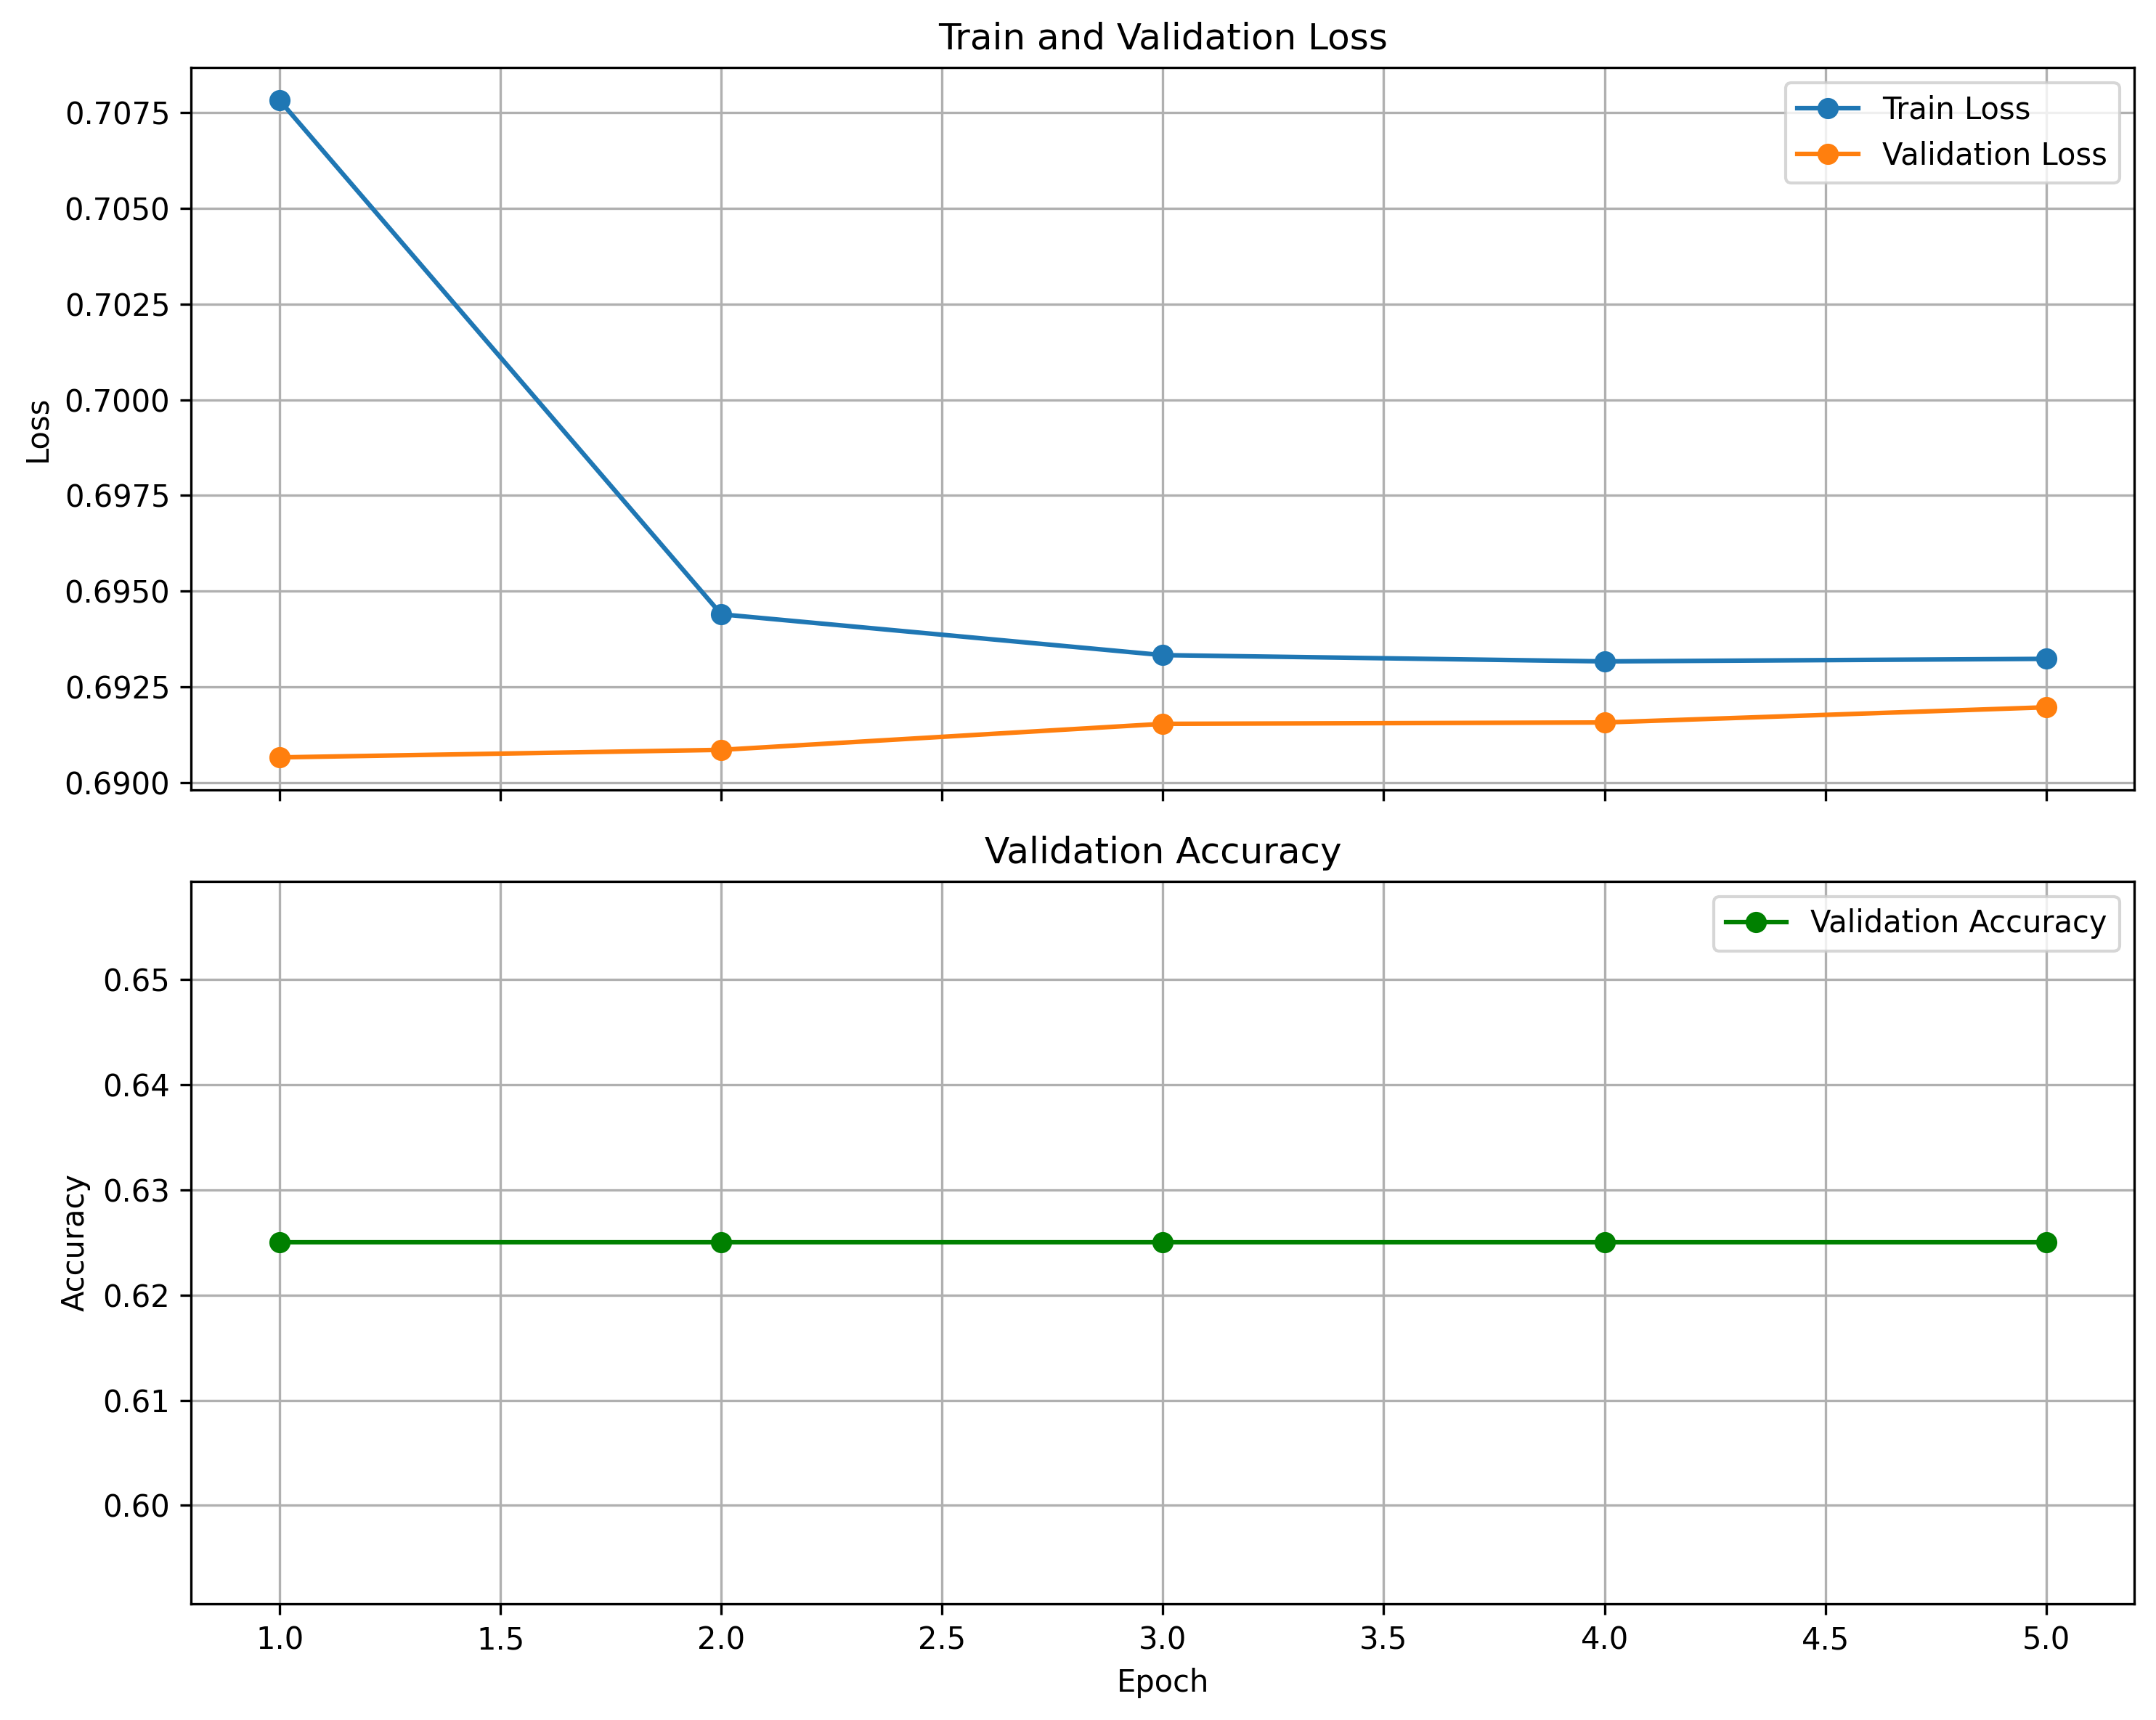 Train and Validation Loss
0.7075
0.7050
0.7025
0.7000
0.6975
0.6950
0.6925
0.6900
Loss
Train Loss
Validation Loss
Validation Accuracy
0.65
0.64
0.63
0.62
0.61
0.60
Accuracy
Validation Accuracy
1.0 1.5 2.0 2.5 3.0 3.5 4.0 4.5 5.0
Epoch